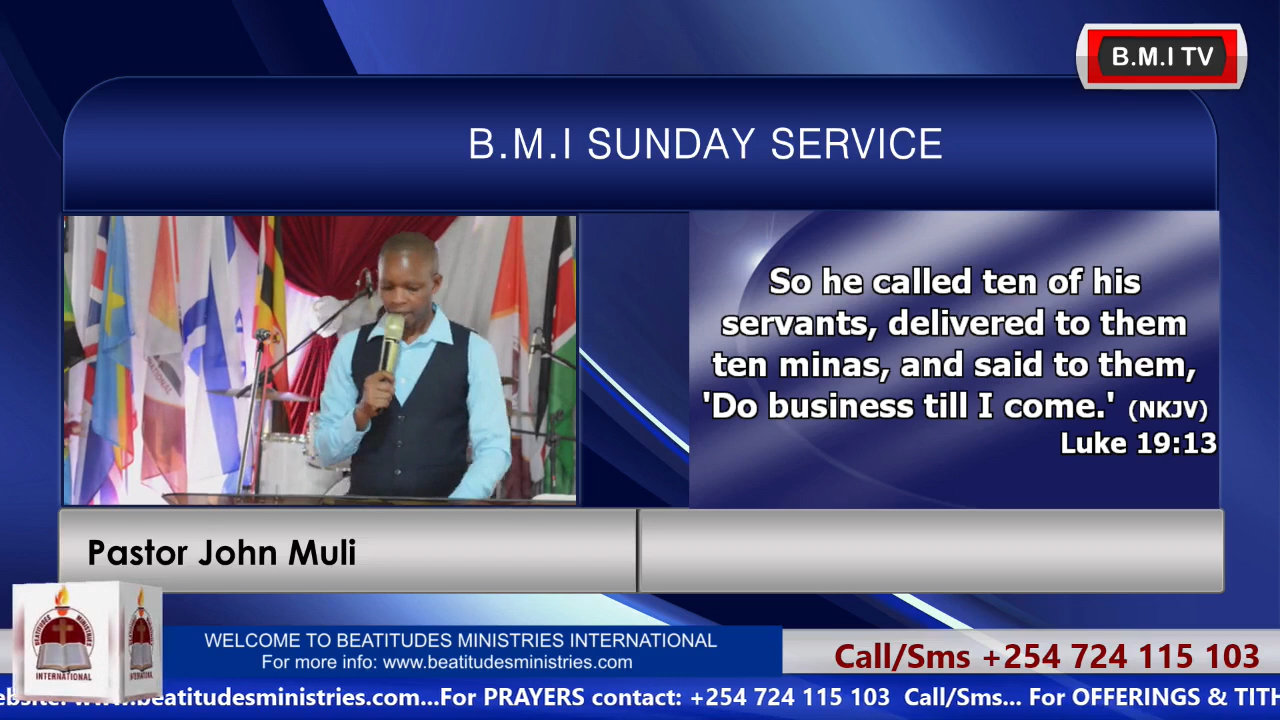 B.M.I TV
B.M.I SUNDAY SERVICE
So he called ten of his
servants, delivered to them
ten minas, and said to them,
'Do business till I come.' (NKJV)
Luke 19:13
Pastor John Muli
BEATITUDES MINISTRIES
INTERNATIONAL
WELCOME TO BEATITUDES MINISTRIES INTERNATIONAL
For more info: www.beatitudesministries.com
Call/Sms +254 724 115 103
beatitudesministries.com...For PRAYERS contact: +254 724 115 103 Call/Sms... For OFFERINGS & TITH